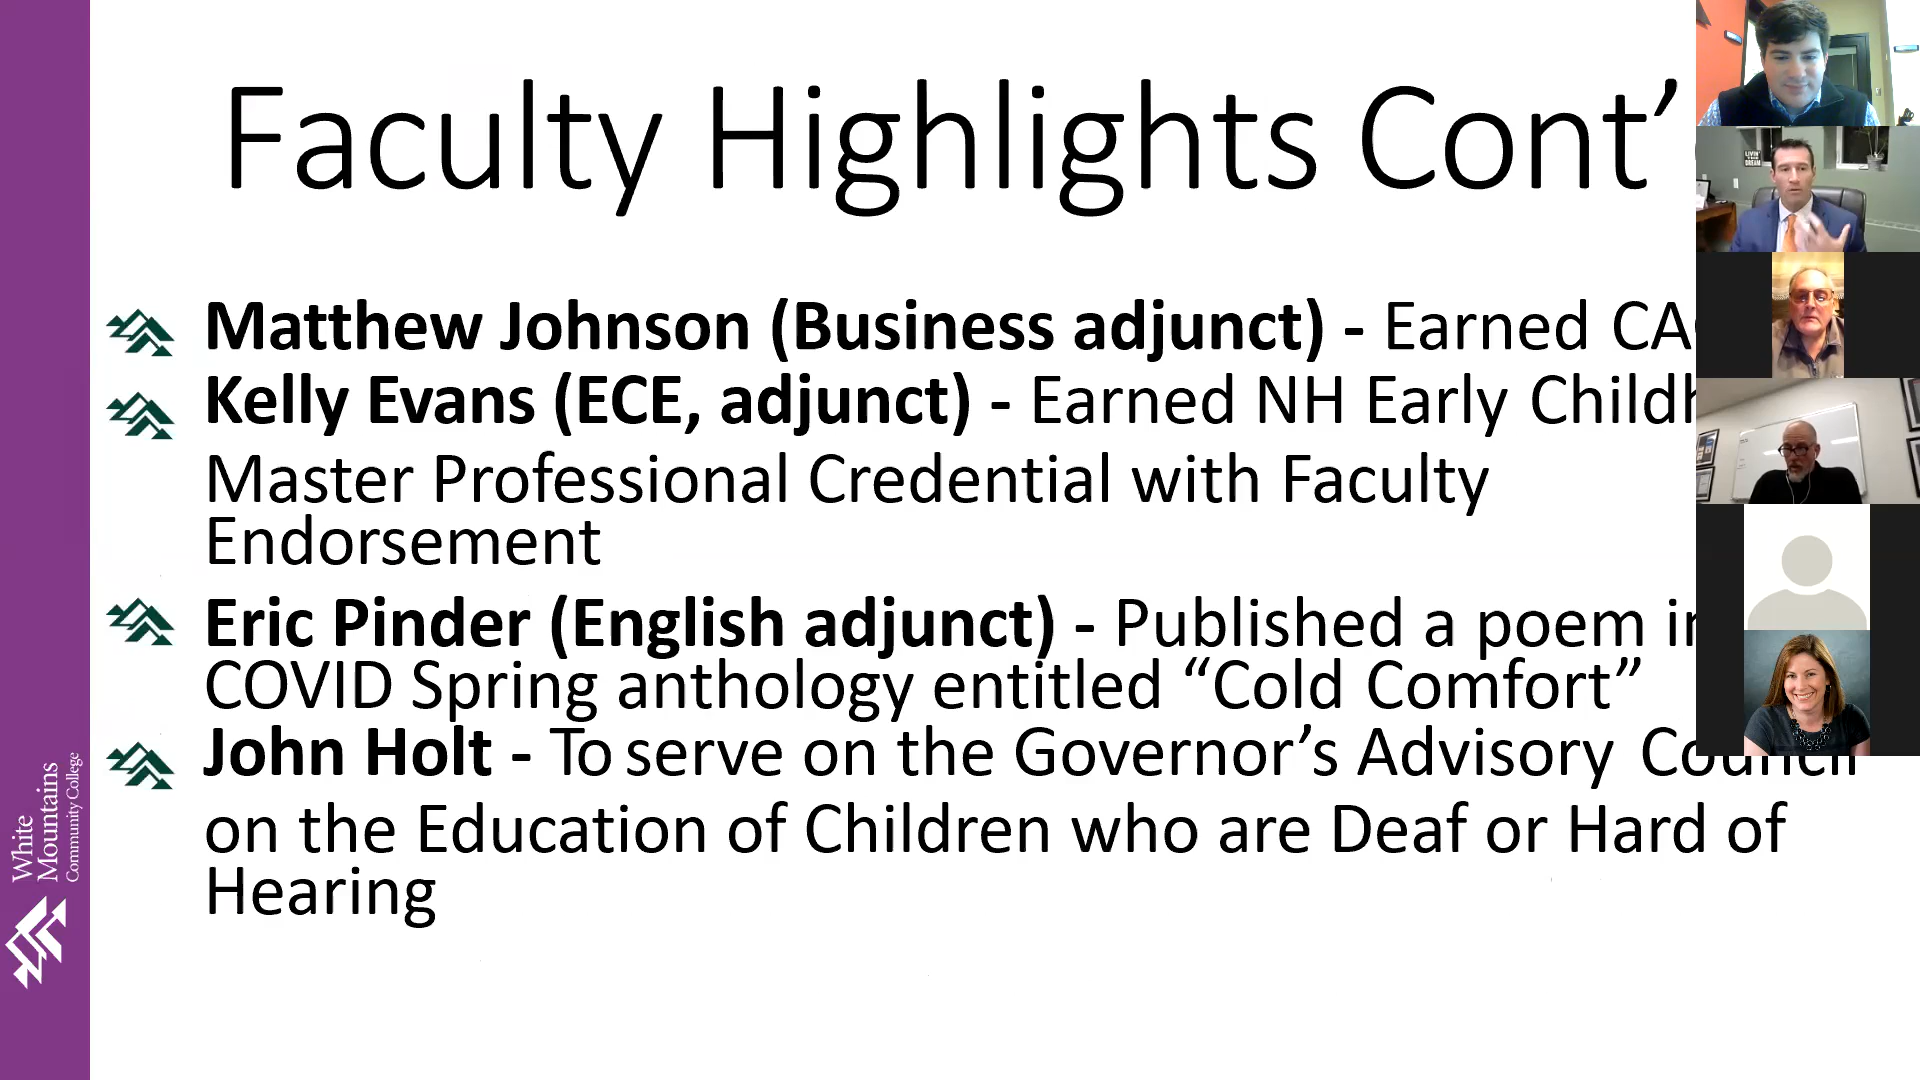 Faculty Highlights Cont’
Matthew Johnson (Business adjunct) - Earned
Kelly Evans (ECE, adjunct) - Earned NH Early
Master Professional Credential with Faculty
Endorsement
Eric Pinder (English adjunct) - Published a poem
COVID Spring anthology entitled “Cold Comfort”
John Holt - To serve on the Governor’s Advisory Council
on the Education of Children who are Deaf or Hard of
Hearing
White
Mountains
Community College
LIVIN'
DREAM